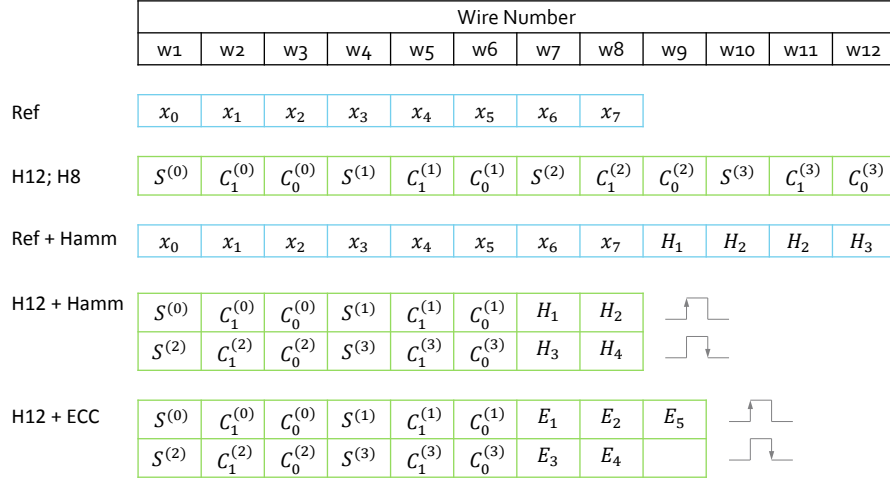 Wire Number
w1 w2 w3 w4 w5 w6 w7 w8 w9 w10 w11 w12
Ref x₀ x₁ x₂ x₃ x₄ x₅ x₆ x₇
H12; H8 S⁽⁰⁾ C₁⁽⁰⁾ C₀⁽⁰⁾ S⁽¹⁾ C₁⁽¹⁾ C₀⁽¹⁾ S⁽²⁾ C₁⁽²⁾ C₀⁽²⁾ S⁽³⁾ C₁⁽³⁾ C₀⁽³⁾
Ref + Hamm x₀ x₁ x₂ x₃ x₄ x₅ x₆ x₇ H₁ H₂ H₂ H₃
H12 + Hamm S⁽⁰⁾ C₁⁽⁰⁾ C₀⁽⁰⁾ S⁽¹⁾ C₁⁽¹⁾ C₀⁽¹⁾ H₁ H₂
S⁽²⁾ C₁⁽²⁾ C₀⁽²⁾ S⁽³⁾ C₁⁽³⁾ C₀⁽³⁾ H₃ H₄
H12 + ECC S⁽⁰⁾ C₁⁽⁰⁾ C₀⁽⁰⁾ S⁽¹⁾ C₁⁽¹⁾ C₀⁽¹⁾ E₁ E₂ E₅
S⁽²⁾ C₁⁽²⁾ C₀⁽²⁾ S⁽³⁾ C₁⁽³⁾ C₀⁽³⁾ E₃ E₄